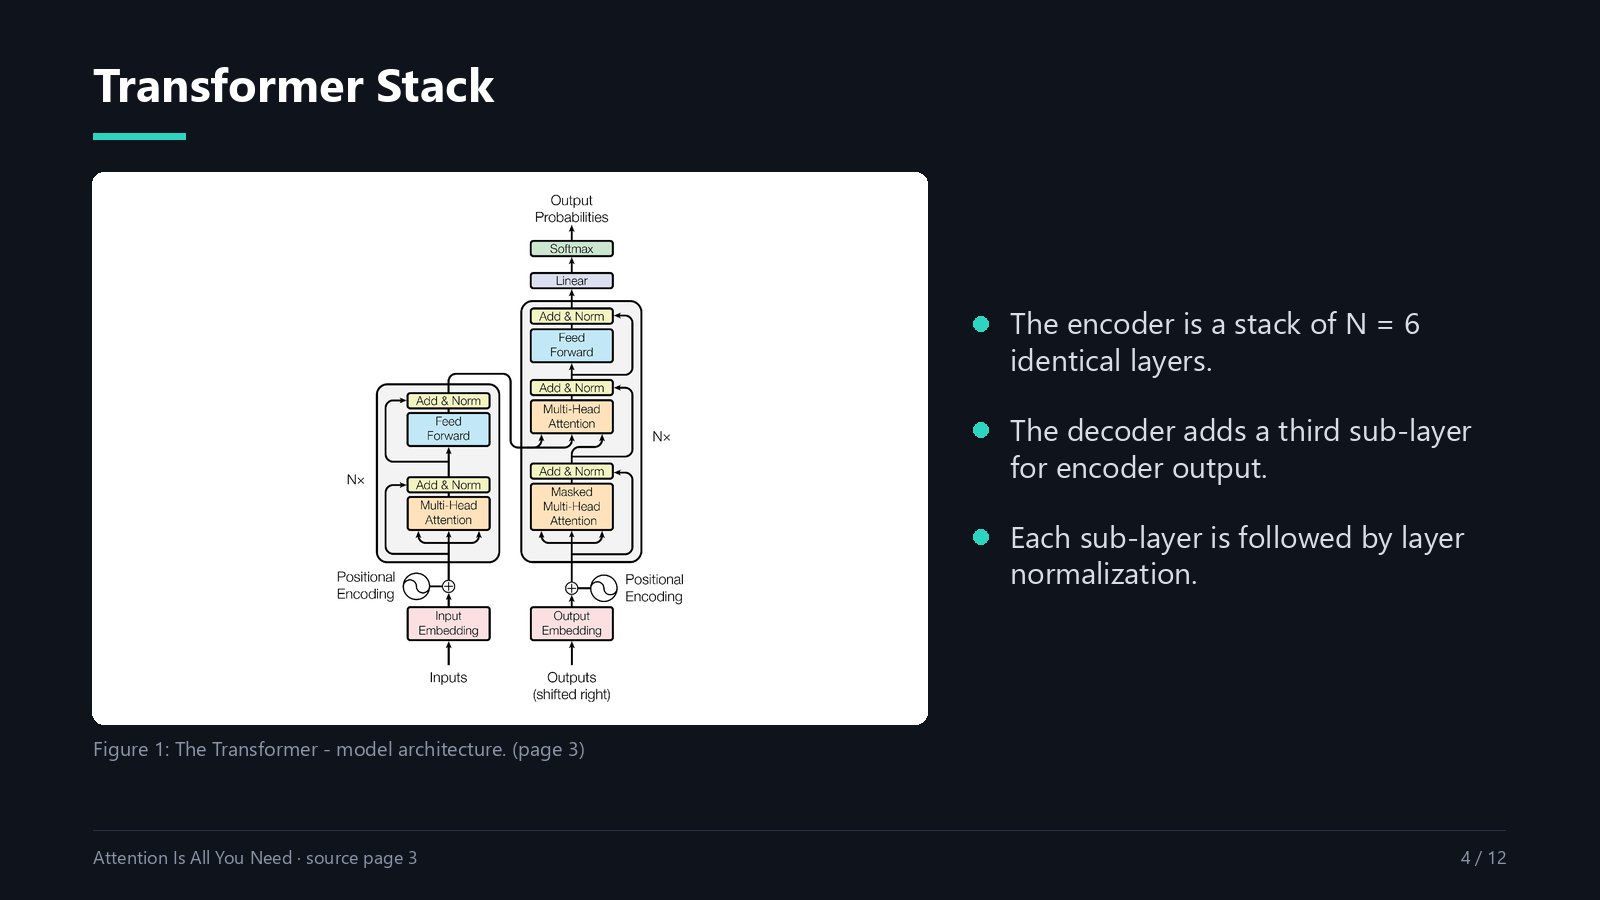 Transformer Stack
Output
Probabilities
Softmax
Linear
Add & Norm
Feed
Forward
Add & Norm
Multi-Head
Attention
Add & Norm
Masked
Multi-Head
Attention
N×
Add & Norm
Feed
Forward
Add & Norm
Multi-Head
Attention
N×
Positional
Encoding
Positional
Encoding
Input
Embedding
Output
Embedding
Inputs
Outputs
(shifted right)
Figure 1: The Transformer - model architecture. (page 3)
The encoder is a stack of N = 6
identical layers.
The decoder adds a third sub-layer
for encoder output.
Each sub-layer is followed by layer
normalization.
Attention Is All You Need · source page 3
4 / 12